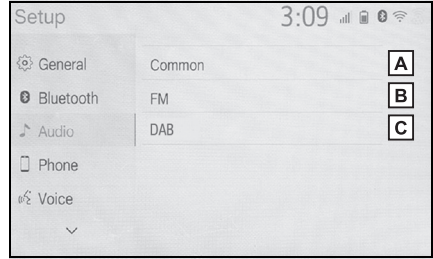 Setup 3:09
General
Bluetooth
Audio
Phone
Voice
Common A
FM B
DAB C